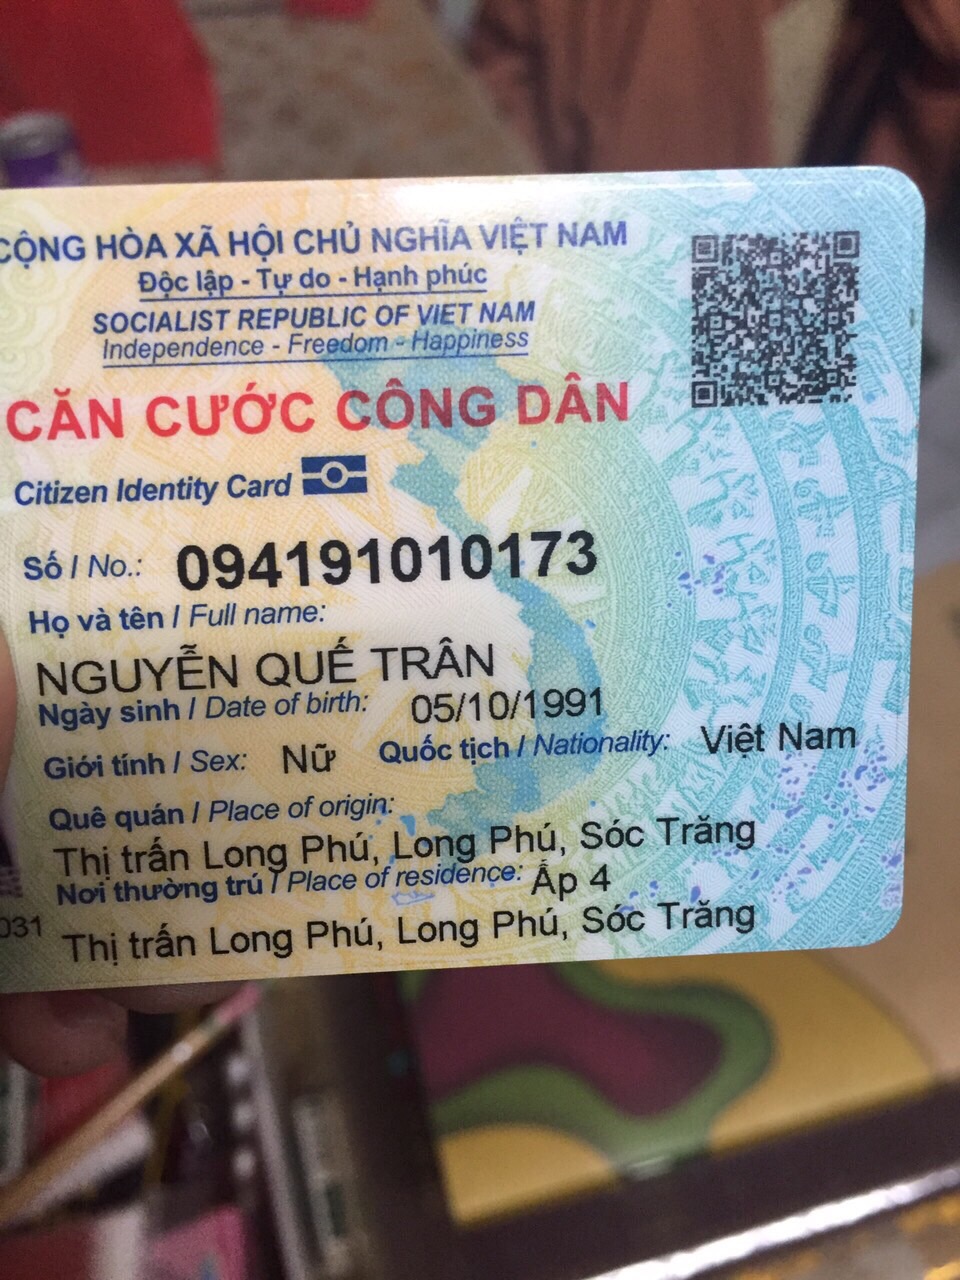 CỘNG HÒA XÃ HỘI CHỦ NGHĨA VIỆT NAM
Độc lập - Tự do - Hạnh phúc
SOCIALIST REPUBLIC OF VIET NAM
Independence - Freedom - Happiness
CĂN CƯỚC CÔNG DÂN
Citizen Identity Card
Số / No.: 094191010173
Họ và tên / Full name:
NGUYỄN QUẾ TRÂN
Ngày sinh / Date of birth: 05/10/1991
Giới tính / Sex: Nữ Quốc tịch / Nationality: Việt Nam
Quê quán / Place of origin:
Thị trấn Long Phú, Long Phú, Sóc Trăng
Nơi thường trú / Place of residence: Ấp 4
031
Thị trấn Long Phú, Long Phú, Sóc Trăng